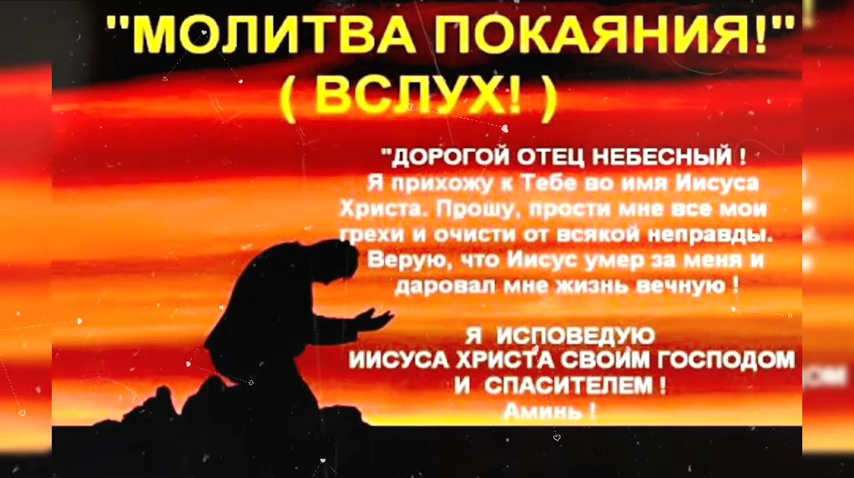 "МОЛИТВА ПОКАЯНИЯ!"
( ВСЛУХ! )
"ДОРОГОЙ ОТЕЦ НЕБЕСНЫЙ !
Я прихожу к Тебе во имя Иисуса
Христа. Прошу, прости мне все мои
грехи и очисти от всякой неправды.
Верую, что Иисус умер за меня и
даровал мне жизнь вечную !
Я ИСПОВЕДУЮ
ИИСУСА ХРИСТА СВОИМ ГОСПОДОМ
И СПАСИТЕЛЕМ !
Аминь !